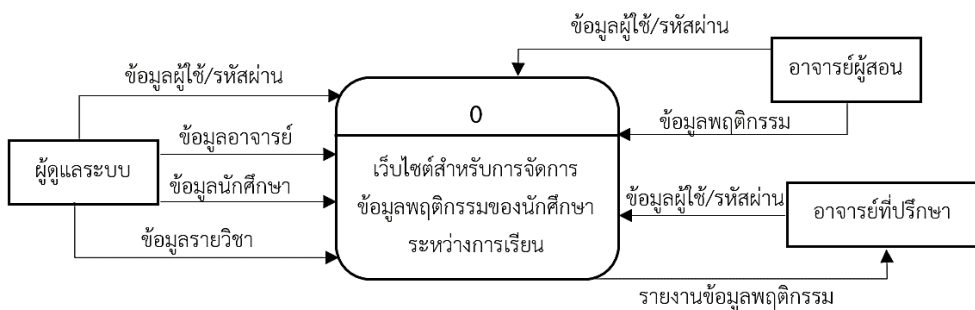 ข้อมูลผู้ใช้/รหัสผ่าน
อาจารย์ผู้สอน
ข้อมูลผู้ใช้/รหัสผ่าน
0
ข้อมูลพฤติกรรม
ข้อมูลอาจารย์
ผู้ดูแลระบบ
เว็บไซต์สำหรับการจัดการ
ข้อมูลพฤติกรรมของนักศึกษา
ระหว่างการเรียน
ข้อมูลนักศึกษา
ข้อมูลผู้ใช้/รหัสผ่าน
อาจารย์ที่ปรึกษา
ข้อมูลรายวิชา
รายงานข้อมูลพฤติกรรม